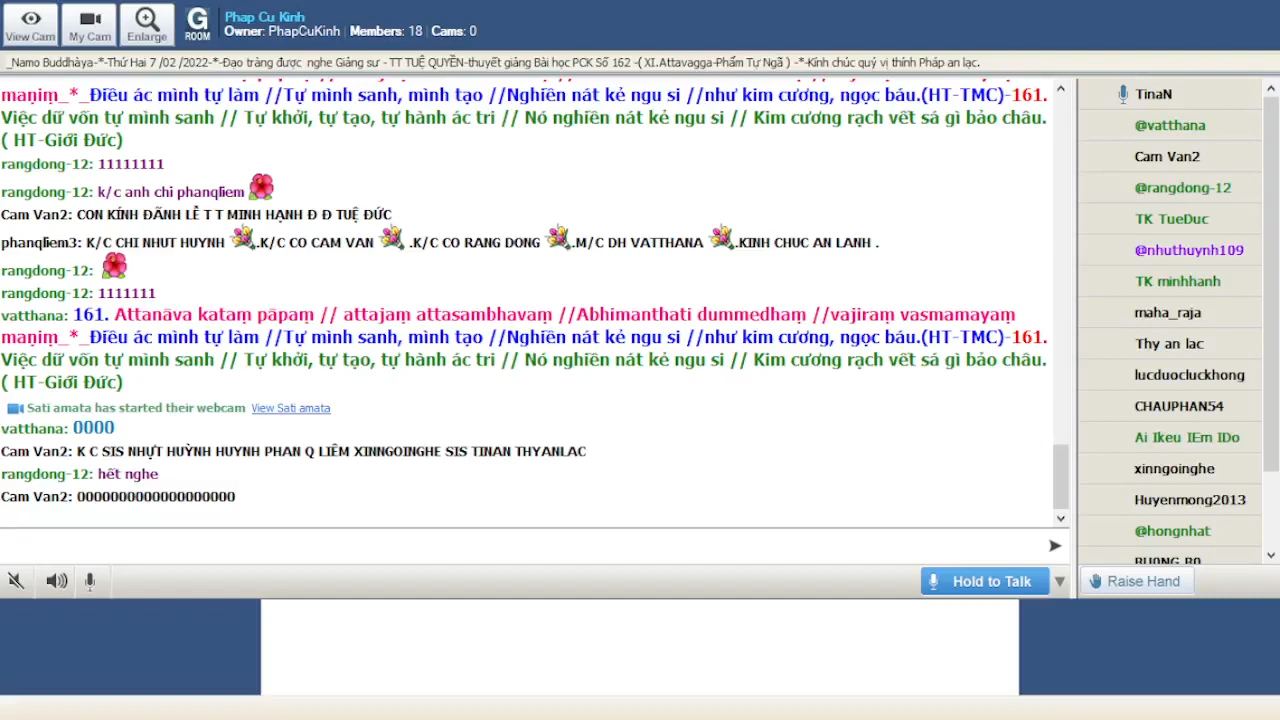 View Cam
My Cam
Enlarge
G
ROOM
Phap Cu Kinh
Owner: PhapCuKinh | Members: 18 | Cams: 0
_Namo Buddhàya-*-Thứ Hai 7 /02 /2022-*-Đạo tràng được nghe Giảng sư - TT TUỆ QUYỀN-thuyết giảng Bài học PCK Số 162 -( XI.Attavagga-Phẩm Tự Ngã ) -*-Kính chúc quý vị thính Pháp an lạc.
maṇiṃ_*_Điều ác mình tự làm //Tự mình sanh, mình tạo //Nghiền nát kẻ ngu si //như kim cương, ngọc báu.(HT-TMC)-161.
Việc dữ vốn tự mình sanh // Tự khởi, tự tạo, tự hành ác tri // Nó nghiền nát kẻ ngu si // Kim cương rạch vết sá gì bảo châu.
( HT-Giới Đức)
rangdong-12: 11111111
rangdong-12: k/c anh chi phanqliem
Cam Van2: CON KÍNH ĐÃNH LỄ T T MINH HẠNH Đ Đ TUỆ ĐỨC
phanqliem3: K/C CHI NHUT HUYNH .K/C CO CAM VAN .K/C CO RANG DONG .M/C DH VATTHANA .KINH CHUC AN LANH .
rangdong-12:
rangdong-12: 1111111
vatthana: 161. Attanāva kataṃ pāpaṃ // attajaṃ attasambhavaṃ //Abhimanthati dummedhaṃ //vajiraṃ vasmamayaṃ
maṇiṃ_*_Điều ác mình tự làm //Tự mình sanh, mình tạo //Nghiền nát kẻ ngu si //như kim cương, ngọc báu.(HT-TMC)-161.
Việc dữ vốn tự mình sanh // Tự khởi, tự tạo, tự hành ác tri // Nó nghiền nát kẻ ngu si // Kim cương rạch vết sá gì bảo châu.
( HT-Giới Đức)
Sati amata has started their webcam View Sati amata
vatthana: 0000
Cam Van2: K C SIS NHỰT HUỲNH HUYNH PHAN Q LIÊM XINNGOINGHE SIS TINAN THYANLAC
rangdong-12: hết nghe
Cam Van2: 0000000000000000000
Hold to Talk
TinaN
@vatthana
Cam Van2
@rangdong-12
TK TueDuc
@nhuthuynh109
TK minhhanh
maha_raja
Thy an lac
lucduocluckhong
CHAUPHAN54
Ai Ikeu IEm IDo
xinngoinghe
Huyenmong2013
@hongnhat
Raise Hand